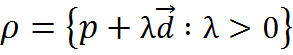 ρ = {p + λd⃗ : λ > 0}